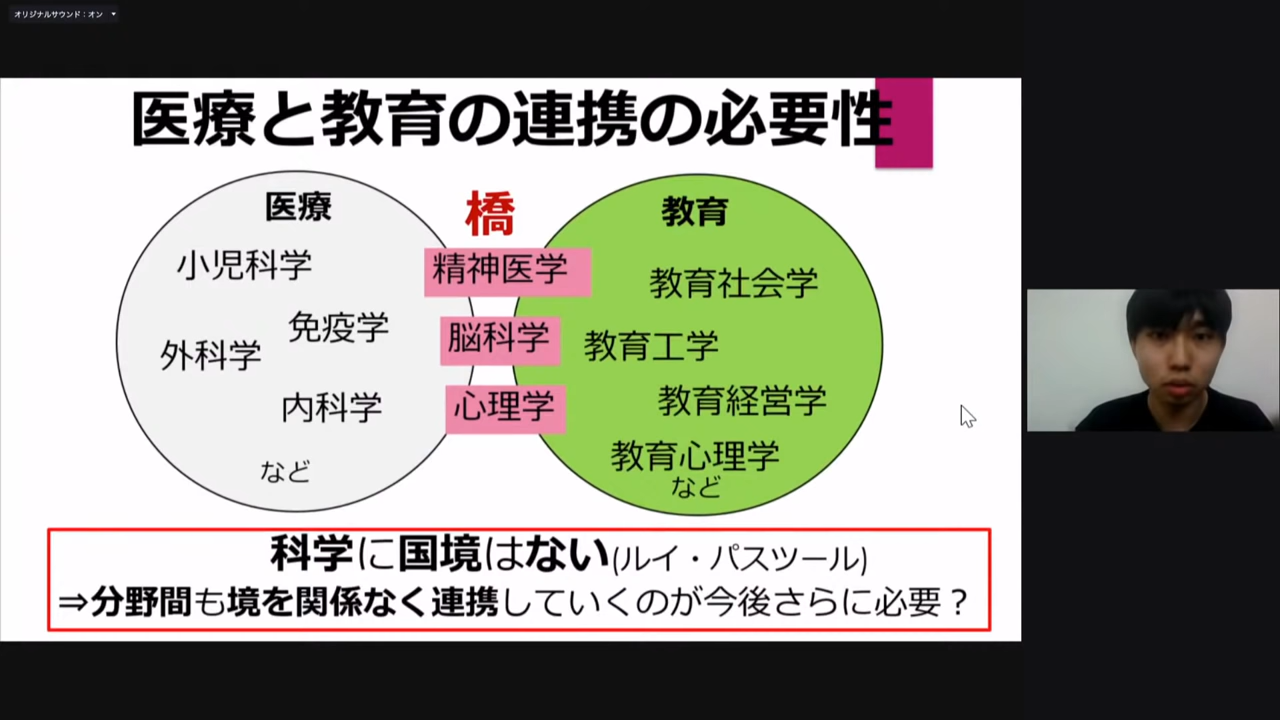 オリジナルサウンド：オン
医療と教育の連携の必要性
医療
小児科学
免疫学
外科学
内科学
など
橋
精神医学
脳科学
心理学
教育
教育社会学
教育工学
教育経営学
教育心理学
など
科学に国境はない(ルイ・パスツール)
⇒分野間も境を関係なく連携していくのが今後さらに必要？